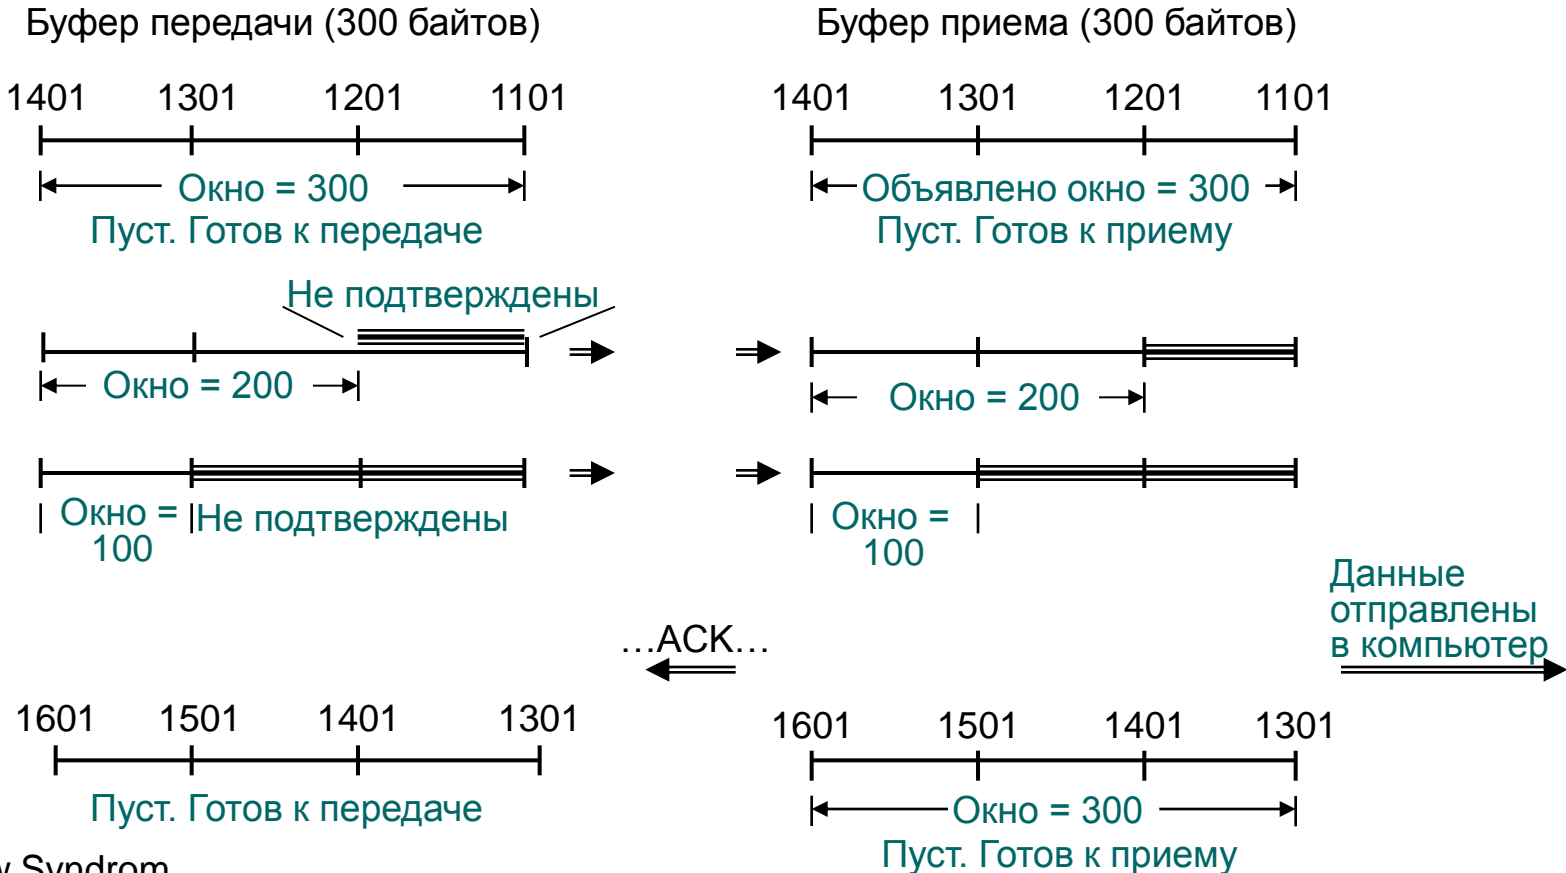 Буфер передачи (300 байтов)
Буфер приема (300 байтов)
1401 1301 1201 1101
1401 1301 1201 1101
Окно = 300
Объявлено окно = 300
Пуст. Готов к передаче
Пуст. Готов к приему
Не подтверждены
Окно = 200
Окно = 200
Окно =
100
Не подтверждены
Окно =
100
Данные
отправлены
в компьютер
...ACK...
1601 1501 1401 1301
1601 1501 1401 1301
Пуст. Готов к передаче
Окно = 300
Пуст. Готов к приему
Syndrom